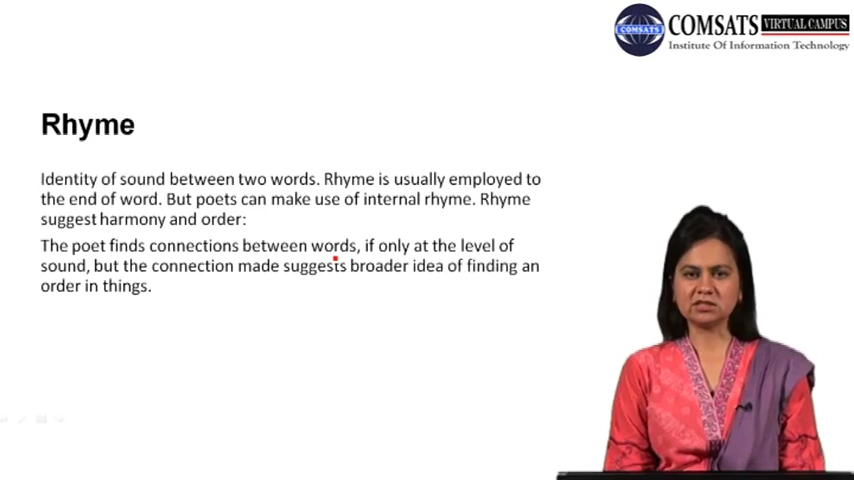 COMSATS VIRTUAL CAMPUS
COMSATS Institute Of Information Technology
Rhyme
Identity of sound between two words. Rhyme is usually employed to
the end of word. But poets can make use of internal rhyme. Rhyme
suggest harmony and order:
The poet finds connections between words, if only at the level of
sound, but the connection made suggests broader idea of finding an
order in things.